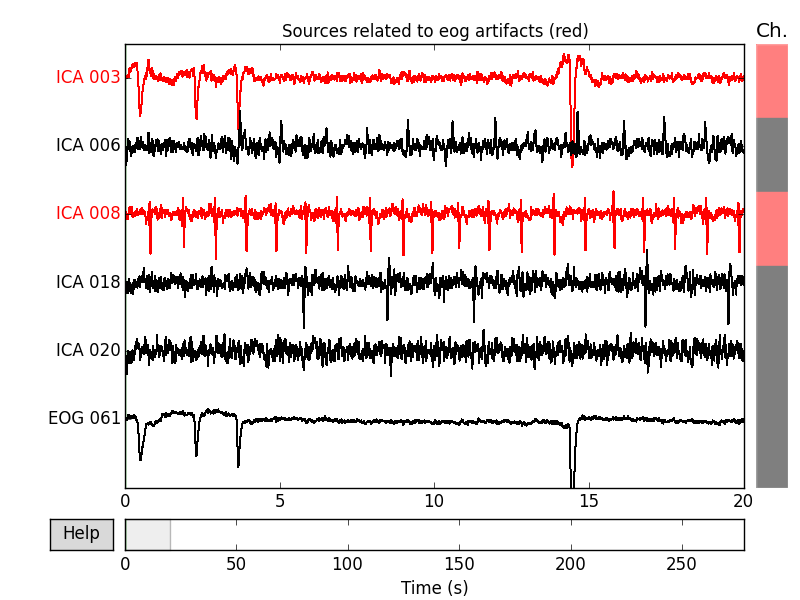 Sources related to eog artifacts (red)
Ch.
ICA 003
ICA 006
ICA 008
ICA 018
ICA 020
EOG 061
0 5 10 15 20
Help
0 50 100 150 200 250
Time (s)